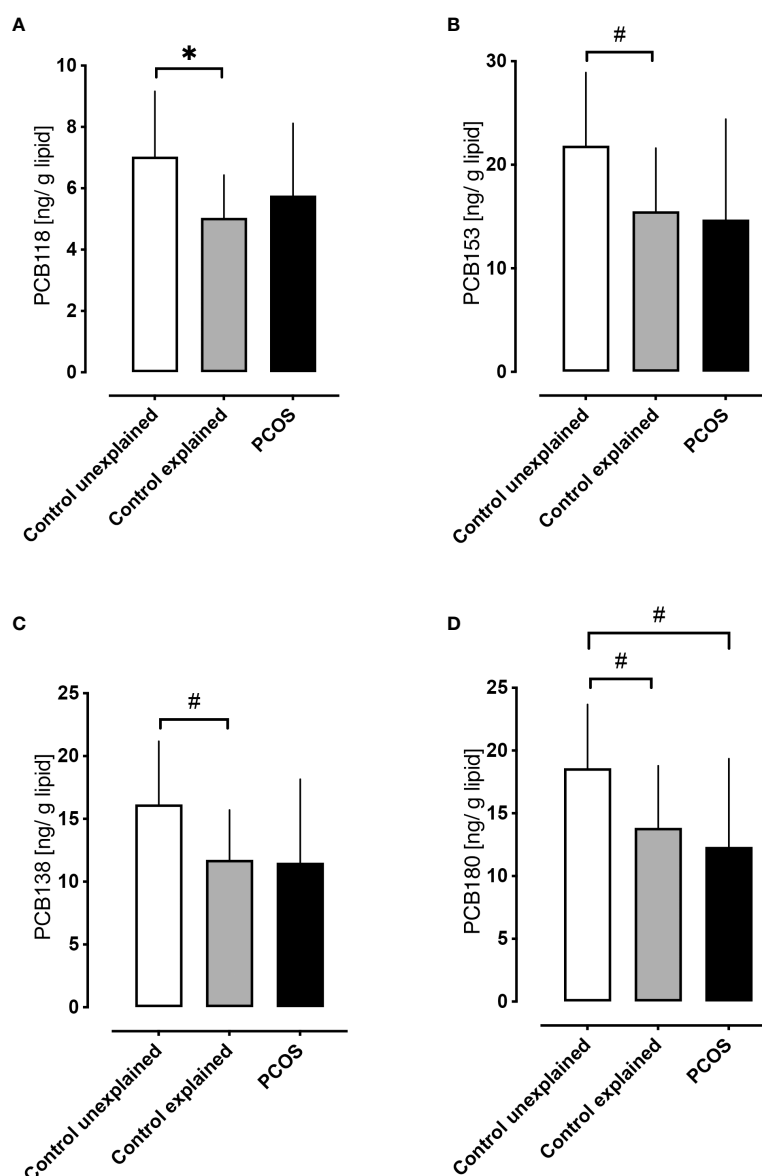 A
*
PCB118 [ng/ g lipid]
10
8
6
4
2
0
Control unexplained
Control explained
PCOS
B
#
PCB153 [ng/ g lipid]
30
20
10
0
Control unexplained
Control explained
PCOS
C
#
PCB138 [ng/ g lipid]
25
20
15
10
5
0
Control unexplained
Control explained
PCOS
D
#
#
PCB180 [ng/ g lipid]
25
20
15
10
5
0
Control unexplained
Control explained
PCOS